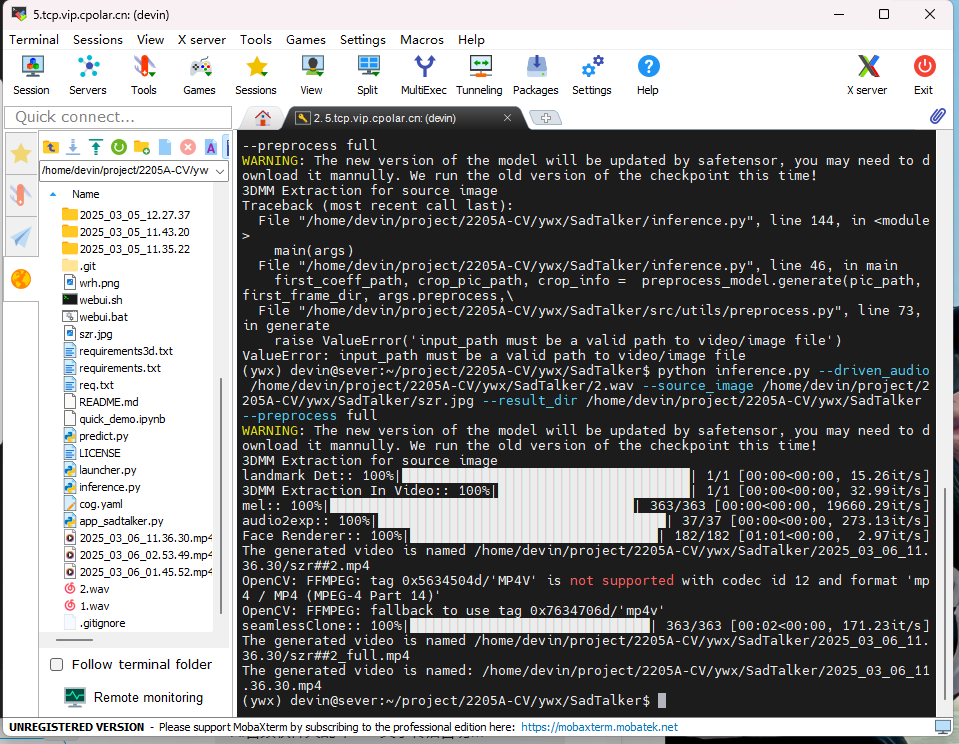 5.tcp.vip.cpolar.cn: (devin)
Terminal Sessions View X server Tools Games Settings Macros Help
Session Servers Tools Games Sessions View Split MultiExec Tunneling Packages Settings Help X server Exit
Quick connect...
2. 5.tcp.vip.cpolar.cn: (devin)
/home/devin/project/2205A-CV/yw
Name
2025_03_05_12.27.37
2025_03_05_11.43.20
2025_03_05_11.35.22
.git
wrh.png
webui.sh
webui.bat
szr.jpg
requirements3d.txt
requirements.txt
req.txt
README.md
quick_demo.ipynb
predict.py
LICENSE
launcher.py
inference.py
cog.yaml
app_sadtalker.py
2025_03_06_11.36.30.mp4
2025_03_06_02.53.49.mp4
2025_03_06_01.45.52.mp4
2.wav
1.wav
.gitignore
Follow terminal folder
Remote monitoring
--preprocess full
WARNING: The new version of the model will be updated by safetensor, you may need to d
ownload it mannully. We run the old version of the checkpoint this time!
3DMM Extraction for source image
Traceback (most recent call last):
File "/home/devin/project/2205A-CV/ywx/SadTalker/inference.py", line 144, in <module
>
main(args)
File "/home/devin/project/2205A-CV/ywx/SadTalker/inference.py", line 46, in main
first_coeff_path, crop_pic_path, crop_info =  preprocess_model.generate(pic_path,
first_frame_dir, args.preprocess,\
File "/home/devin/project/2205A-CV/ywx/SadTalker/src/utils/preprocess.py", line 73,
in generate
raise ValueError('input_path must be a valid path to video/image file')
ValueError: input_path must be a valid path to video/image file
(ywx) devin@sever:~/project/2205A-CV/ywx/SadTalker$ python inference.py --driven_audio
/home/devin/project/2205A-CV/ywx/SadTalker/2.wav --source_image /home/devin/project/2
205A-CV/ywx/SadTalker/szr.jpg --result_dir /home/devin/project/2205A-CV/ywx/SadTalker
--preprocess full
WARNING: The new version of the model will be updated by safetensor, you may need to d
ownload it mannully. We run the old version of the checkpoint this time!
3DMM Extraction for source image
landmark Det:: 100%| | 1/1 [00:00<00:00, 15.26it/s]
3DMM Extraction In Video:: 100%| | 1/1 [00:00<00:00, 32.99it/s]
mel:: 100%| | 363/363 [00:00<00:00, 19660.29it/s]
audio2exp:: 100%| | 37/37 [00:00<00:00, 273.13it/s]
Face Renderer:: 100%| | 182/182 [01:01<00:00,  2.97it/s]
The generated video is named /home/devin/project/2205A-CV/ywx/SadTalker/2025_03_06_11.
36.30/szr##2.mp4
OpenCV: FFMPEG: tag 0x5634504d/'MP4V' is not supported with codec id 12 and format 'mp
4 / MP4 (MPEG-4 Part 14)'
OpenCV: FFMPEG: fallback to use tag 0x7634706d/'mp4v'
seamlessClone:: 100%| | 363/363 [00:02<00:00, 171.23it/s]
The generated video is named /home/devin/project/2205A-CV/ywx/SadTalker/2025_03_06_11.
36.30/szr##2_full.mp4
The generated video is named: /home/devin/project/2205A-CV/ywx/SadTalker/2025_03_06_11
.36.30.mp4
(ywx) devin@sever:~/project/2205A-CV/ywx/SadTalker$
UNREGISTERED VERSION - Please support MobaXterm by subscribing to the professional edition here: https://mobaxterm.mobatek.net